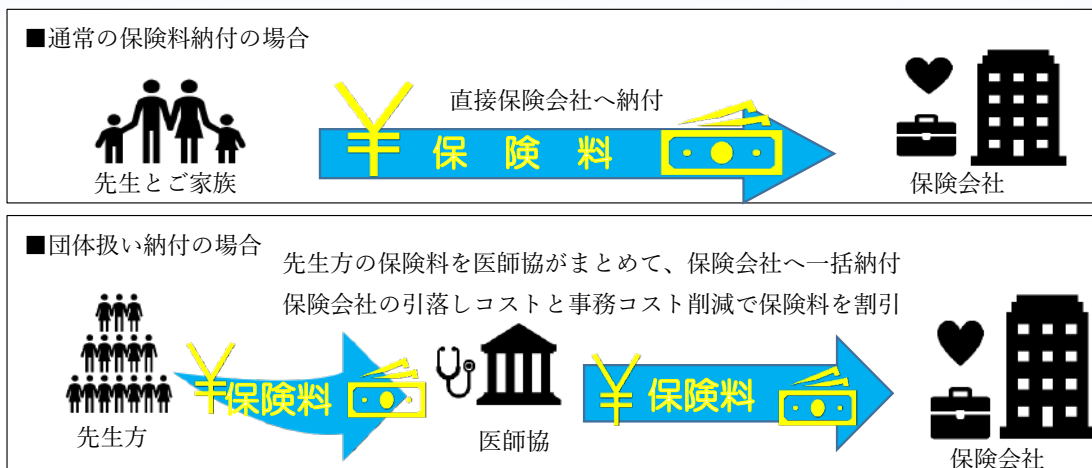 ■通常の保険料納付の場合
直接保険会社へ納付
¥ 保険料
先生とご家族
保険会社
■団体扱い納付の場合
先生方の保険料を医師協がまとめて、保険会社へ一括納付
保険会社の引落しコストと事務コスト削減で保険料を割引
¥ 保険料
¥ 保険料
先生方
医師協
保険会社